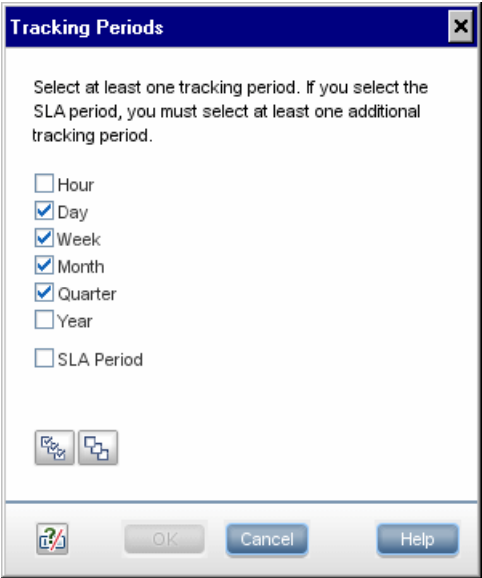 Tracking Periods
Select at least one tracking period. If you select the
SLA period, you must select at least one additional
tracking period.
Hour
Day
Week
Month
Quarter
Year
SLA Period
OK
Cancel
Help